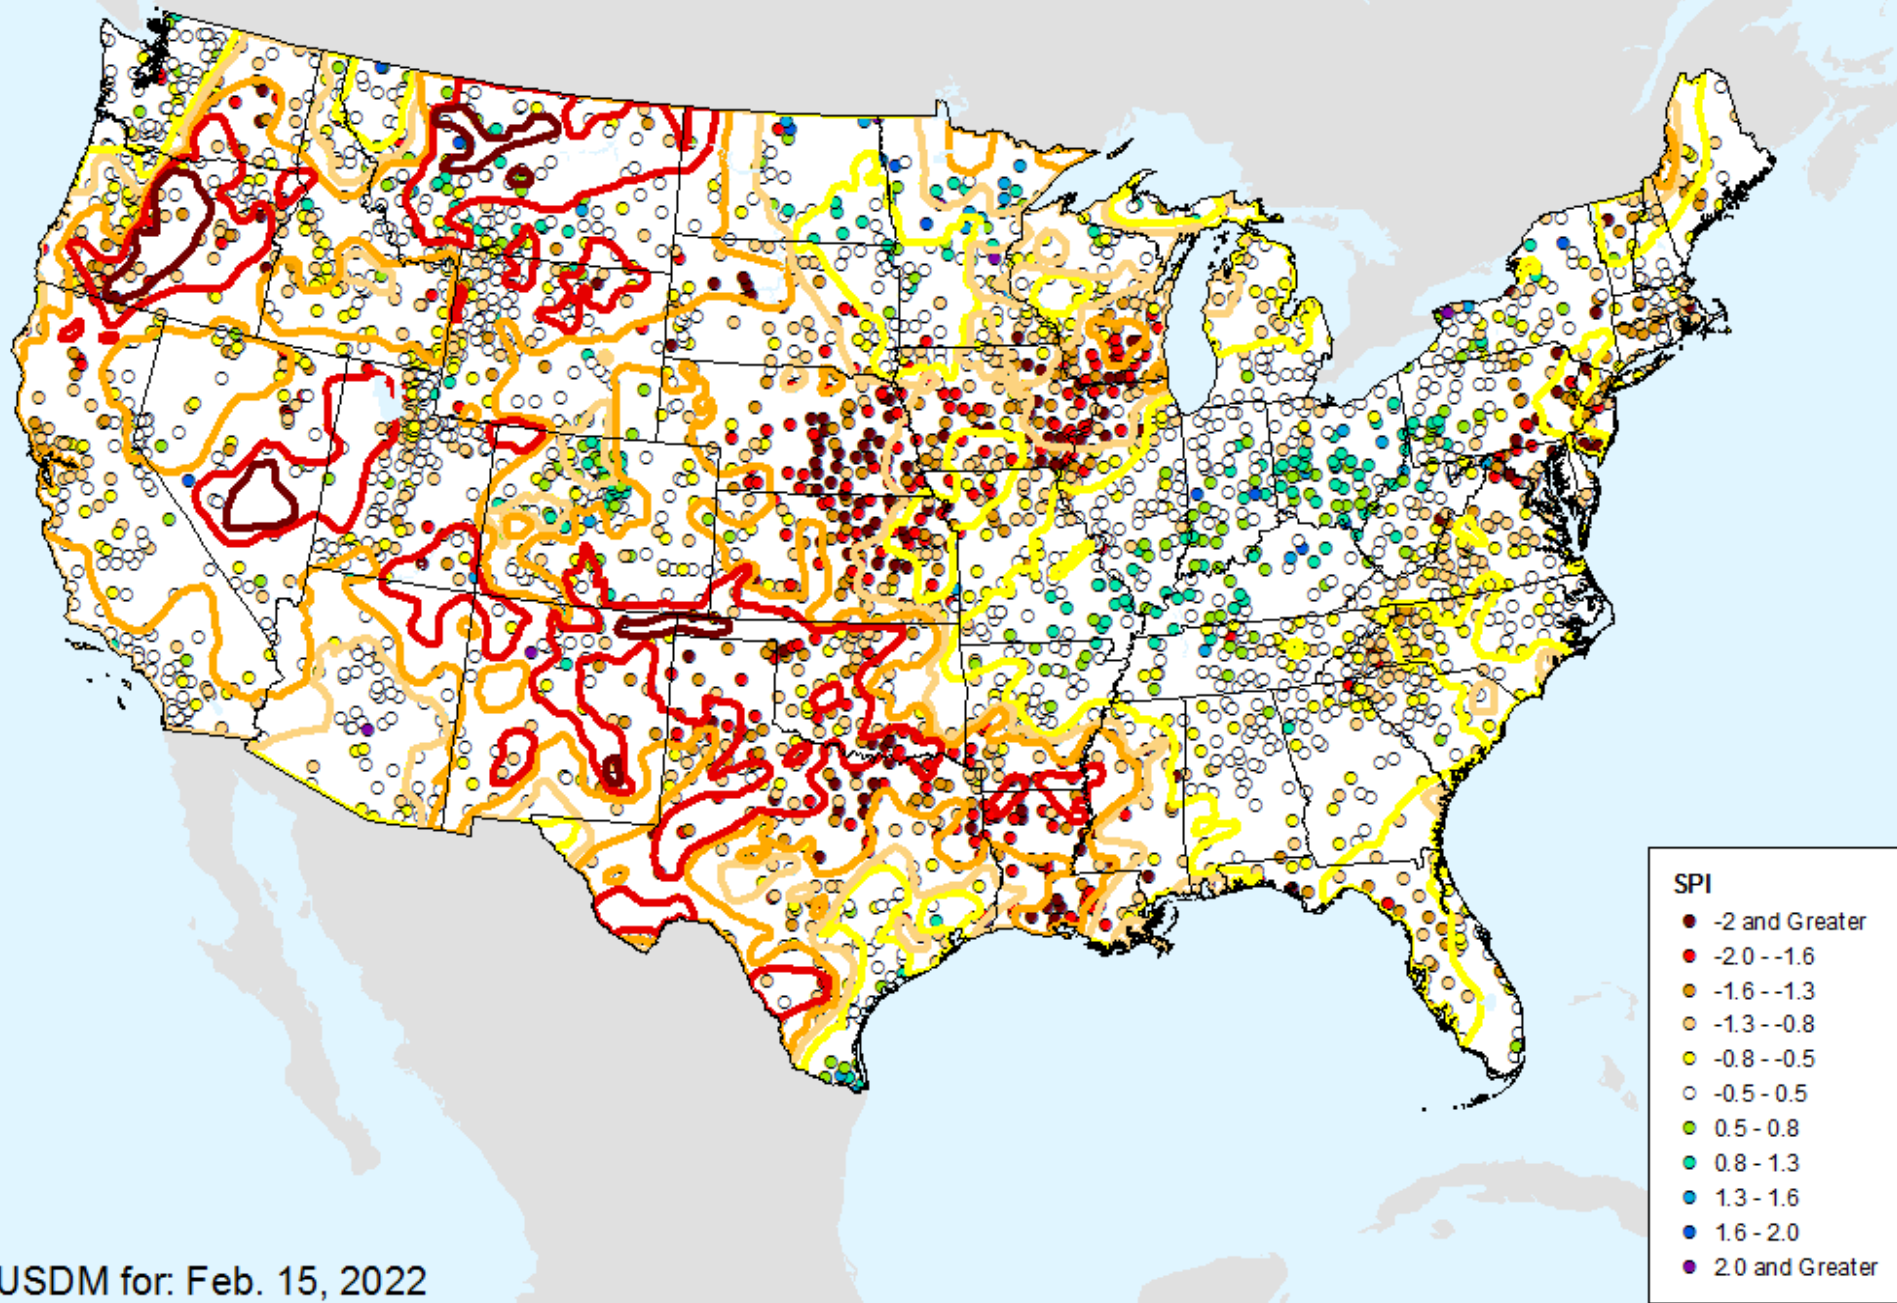 SPI
-2 and Greater
-2.0 - -1.6
-1.6 - -1.3
-1.3 - -0.8
-0.8 - -0.5
-0.5 - 0.5
0.5 - 0.8
0.8 - 1.3
1.3 - 1.6
1.6 - 2.0
2.0 and Greater
USDM for: Feb. 15, 2022